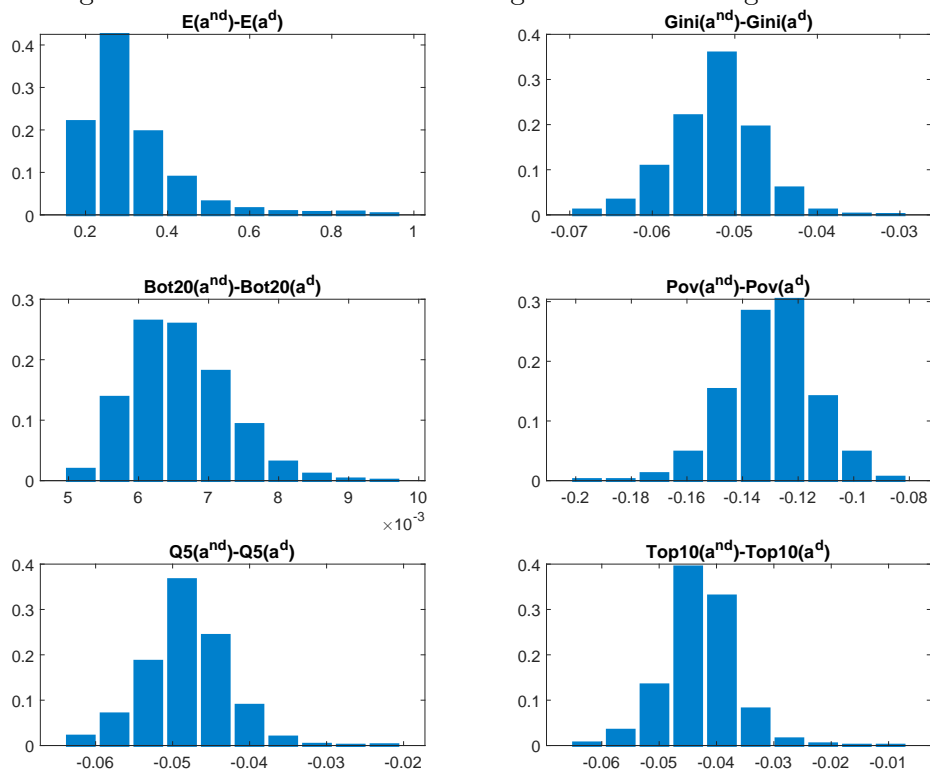 E(a^nd)-E(a^d)
0.4
0.3
0.2
0.1
0
0.2 0.4 0.6 0.8 1
Gini(a^nd)-Gini(a^d)
0.4
0.3
0.2
0.1
0
-0.07 -0.06 -0.05 -0.04 -0.03
Bot20(a^nd)-Bot20(a^d)
0.3
0.2
0.1
0
5 6 7 8 9 10
×10^-3
Pov(a^nd)-Pov(a^d)
0.3
0.2
0.1
0
-0.2 -0.18 -0.16 -0.14 -0.12 -0.1 -0.08
Q5(a^nd)-Q5(a^d)
0.4
0.3
0.2
0.1
0
-0.06 -0.05 -0.04 -0.03 -0.02
Top10(a^nd)-Top10(a^d)
0.4
0.3
0.2
0.1
0
-0.06 -0.05 -0.04 -0.03 -0.02 -0.01